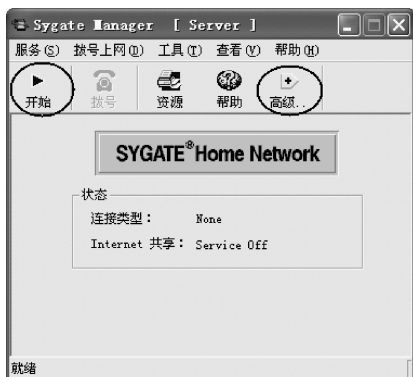 Sygate Manager [ Server ]
服务(S) 拨号上网(D) 工具(T) 查看(V) 帮助(H)
开始 拨号 资源 帮助 高级..
SYGATE®Home Network
状态
连接类型： None
Internet 共享： Service Off
就绪